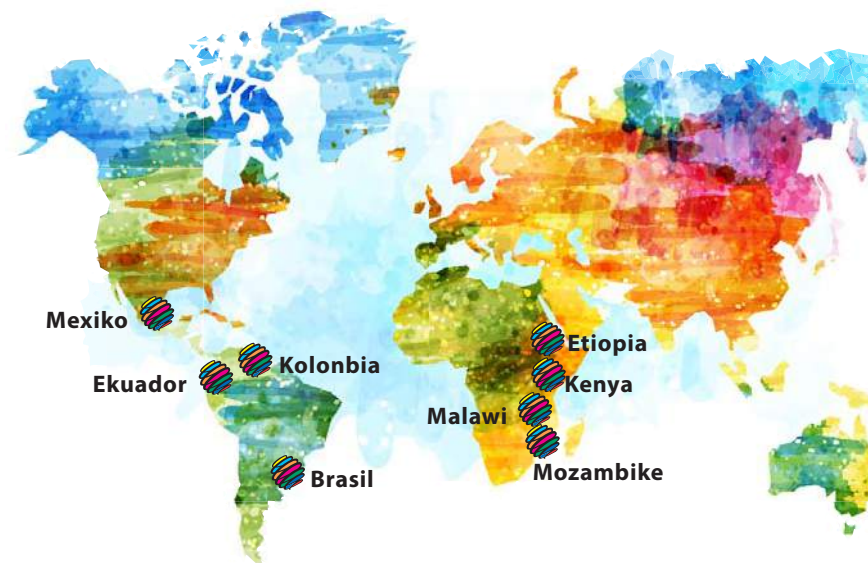 Mexiko
Kolonbia
Ekuador
Brasil
Etiopia
Kenya
Malawi
Mozambike